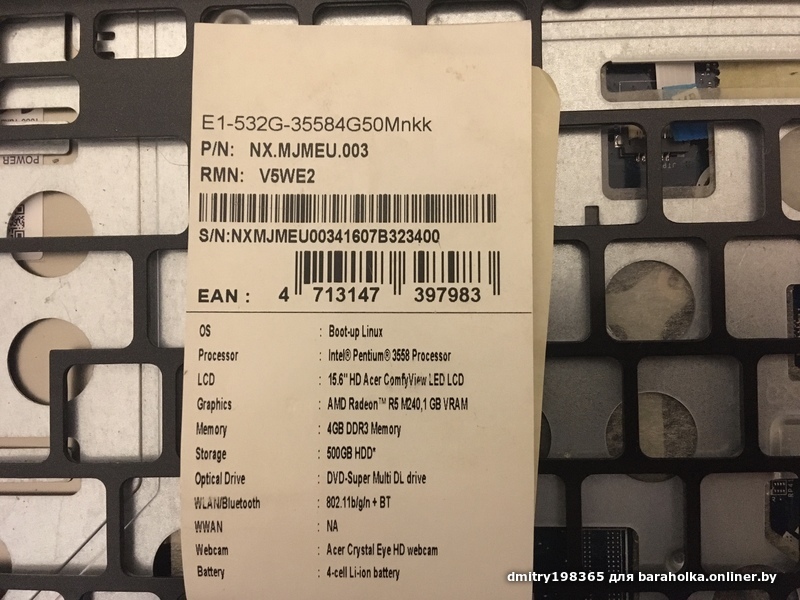 E1-532G-35584G50Mnkk
P/N: NX.MJMEU.003
RMN: V5WE2
S/N:NXMJMEU00341607B323400
EAN : 4 713147 397983
OS : Boot-up Linux
Processor : Intel® Pentium® 3558 Processor
LCD : 15.6" HD Acer ComfyView LED LCD
Graphics : AMD Radeon™ R5 M240,1 GB VRAM
Memory : 4GB DDR3 Memory
Storage : 500GB HDD*
Optical Drive : DVD-Super Multi DL drive
WLAN/Bluetooth : 802.11b/g/n + BT
WWAN : NA
Webcam : Acer Crystal Eye HD webcam
Battery : 4-cell Li-ion battery
POWER
dmitry198365 для baraholka.onliner.by